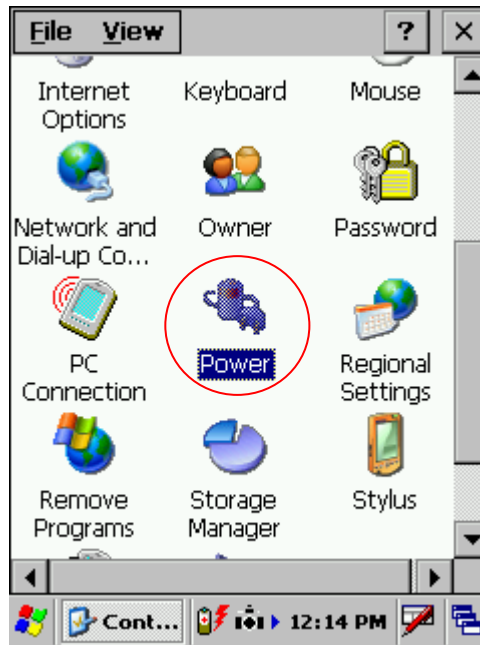 File View ? ×
Internet Options Keyboard Mouse
Network and Dial-up Co... Owner Password
PC Connection Power Regional Settings
Remove Programs Storage Manager Stylus
Cont... 12:14 PM